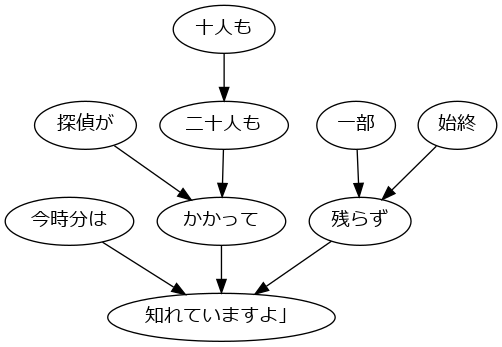 十人も
探偵が
二十人も
一部
始終
今時分は
かかって
残らず
知れていますよ」